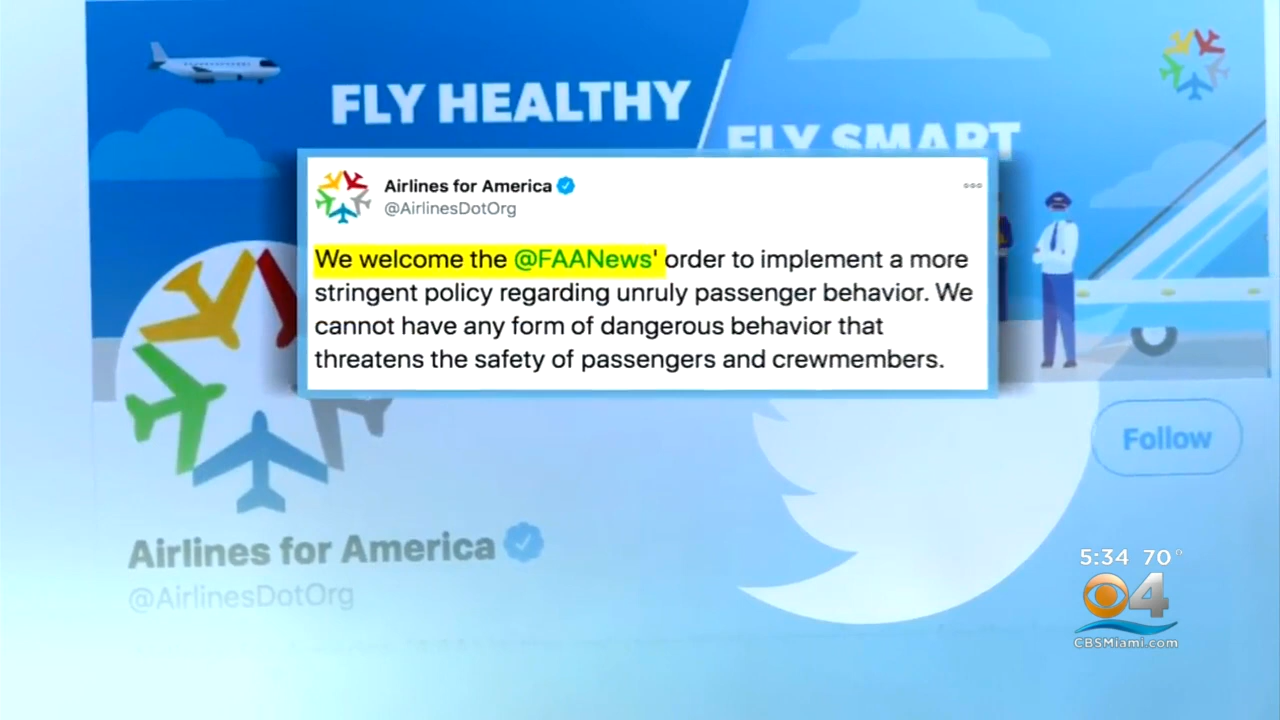 FLY HEALTHY
FLY SMART
Airlines for America
@AirlinesDotOrg
We welcome the @FAANews' order to implement a more
stringent policy regarding unruly passenger behavior. We
cannot have any form of dangerous behavior that
threatens the safety of passengers and crewmembers.
Follow
Airlines for America
@AirlinesDotOrg
5:34 70°
4
CBSMiami.com